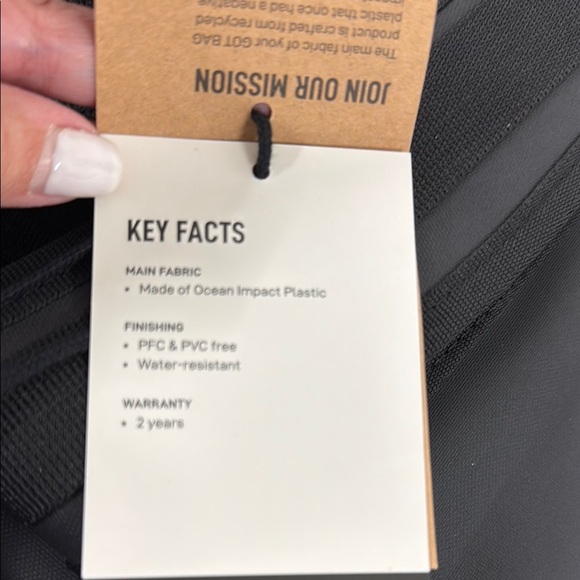 JOIN OUR MISSION
The main fabric of your GOT BAG
product is crafted from recycled
plastic that once had a negative
KEY FACTS
MAIN FABRIC
• Made of Ocean Impact Plastic
FINISHING
• PFC & PVC free
• Water-resistant
WARRANTY
• 2 years